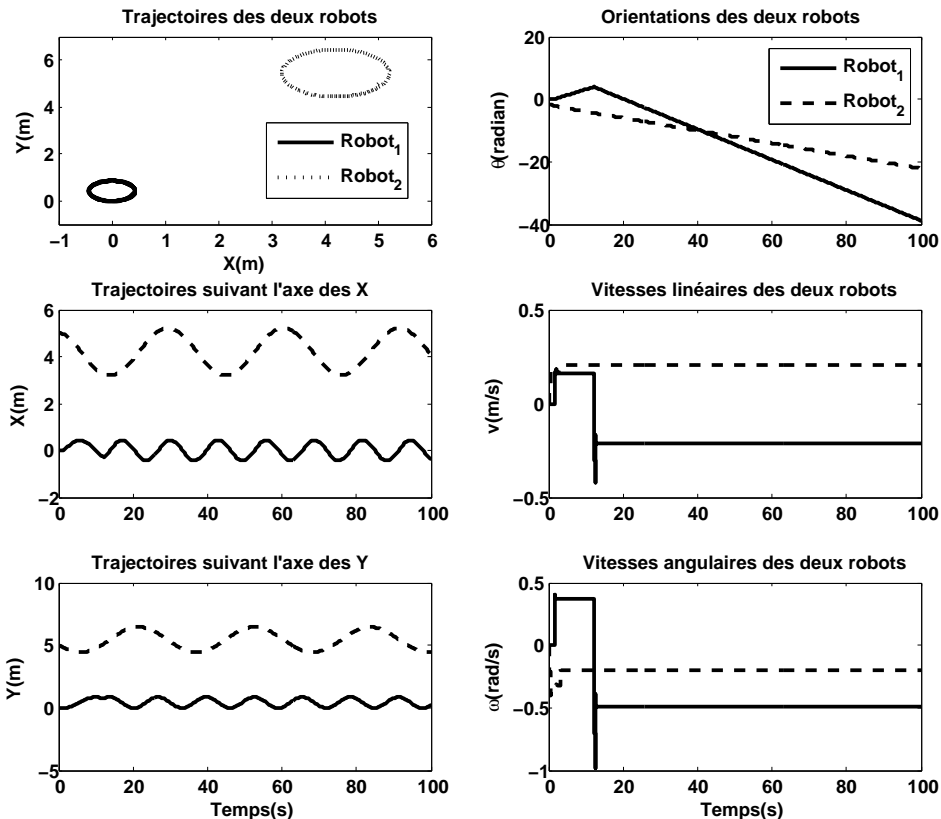 Trajectoires des deux robots
6
4
2
0
Y(m)
−1 0 1 2 3 4 5 6
X(m)
Robot1
Robot2
Orientations des deux robots
20
0
−20
−40
θ(radian)
0 20 40 60 80 100
Robot1
Robot2
Trajectoires suivant l'axe des X
6
4
2
0
−2
X(m)
0 20 40 60 80 100
Vitesses linéaires des deux robots
0.5
0
−0.5
v(m/s)
0 20 40 60 80 100
Trajectoires suivant l'axe des Y
10
5
0
−5
Y(m)
0 20 40 60 80 100
Temps(s)
Vitesses angulaires des deux robots
0.5
0
−0.5
−1
ω(rad/s)
0 20 40 60 80 100
Temps(s)